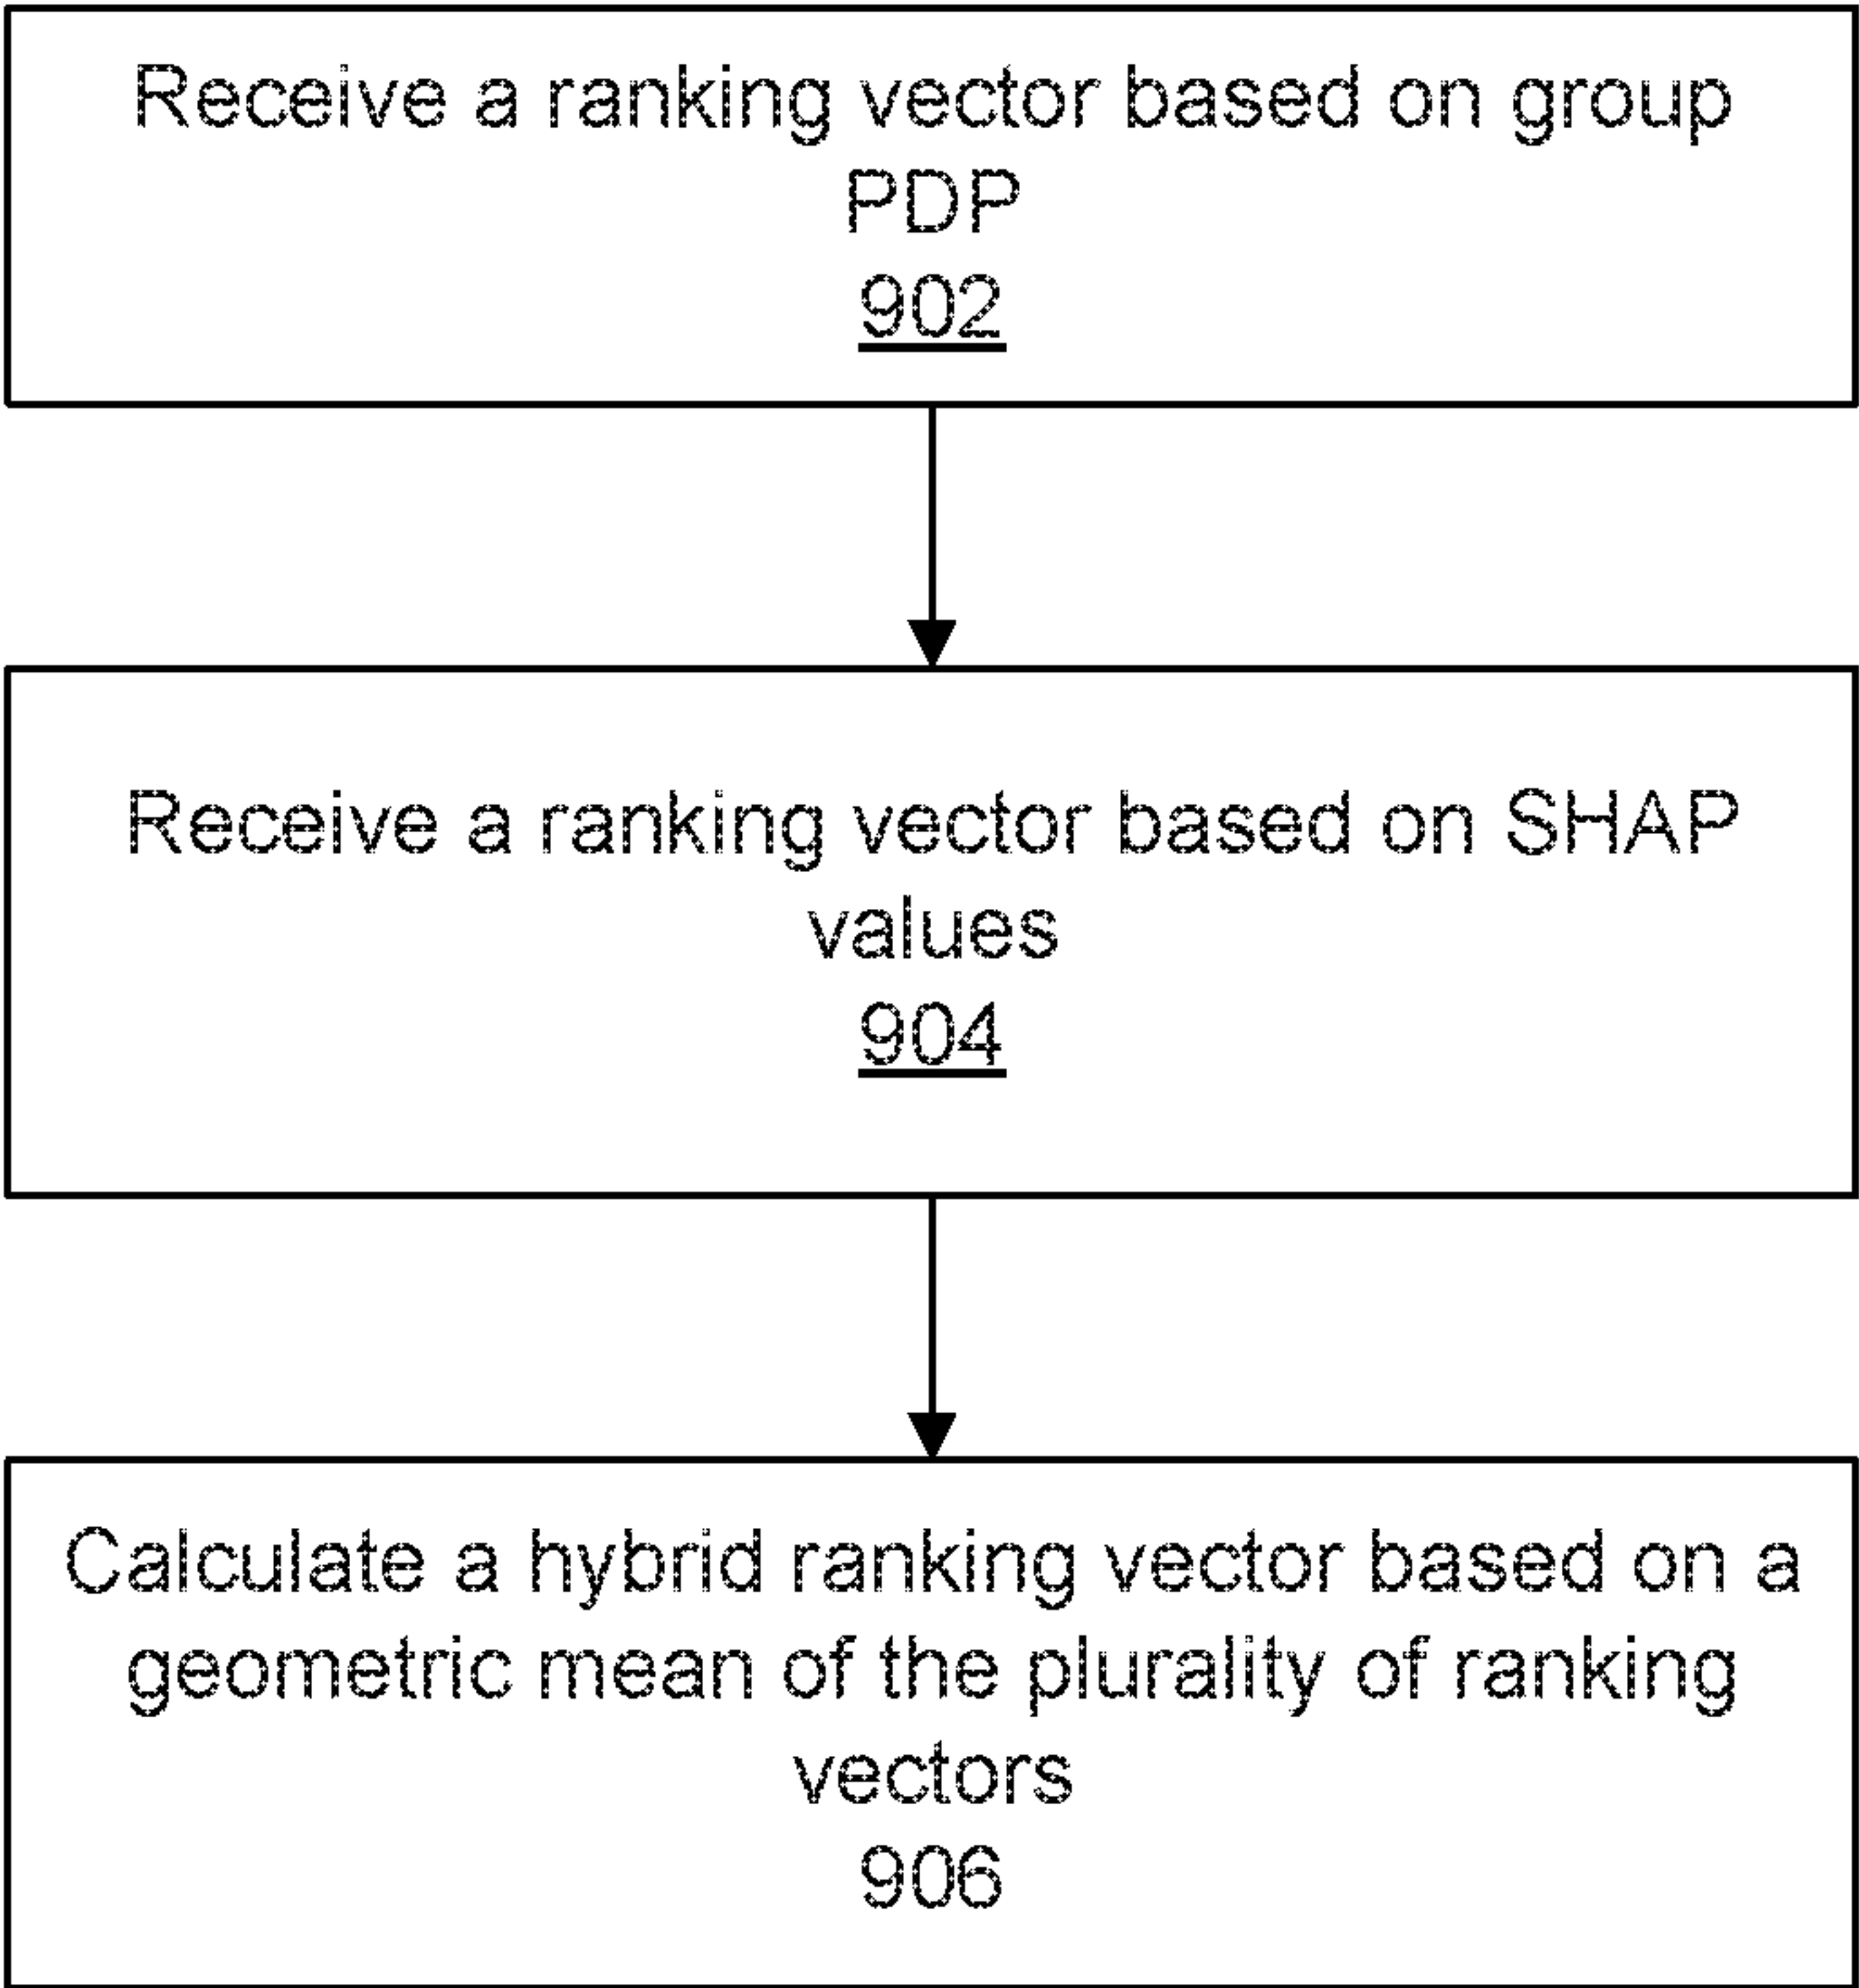 Receive a ranking vector based on group
PDP
902
Receive a ranking vector based on SHAP
values
904
Calculate a hybrid ranking vector based on a
geometric mean of the plurality of ranking
vectors
906